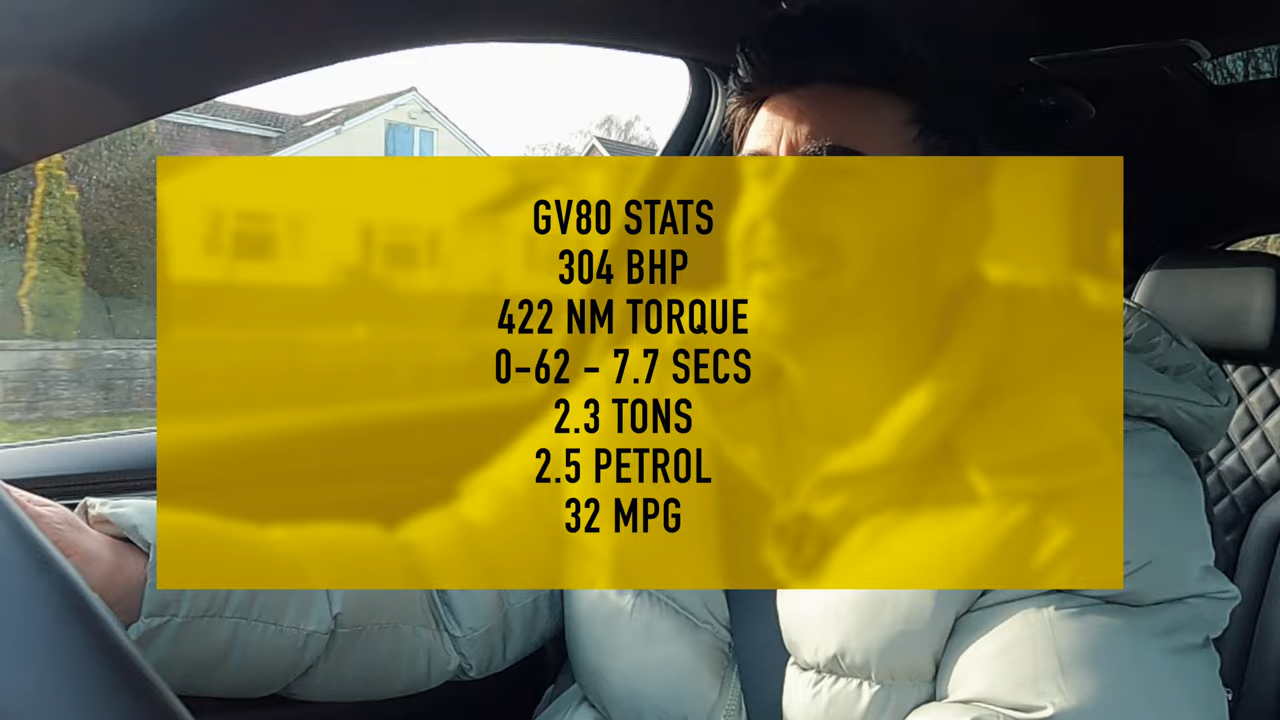 GV80 STATS
304 BHP
422 NM TORQUE
0-62 - 7.7 SECS
2.3 TONS
2.5 PETROL
32 MPG